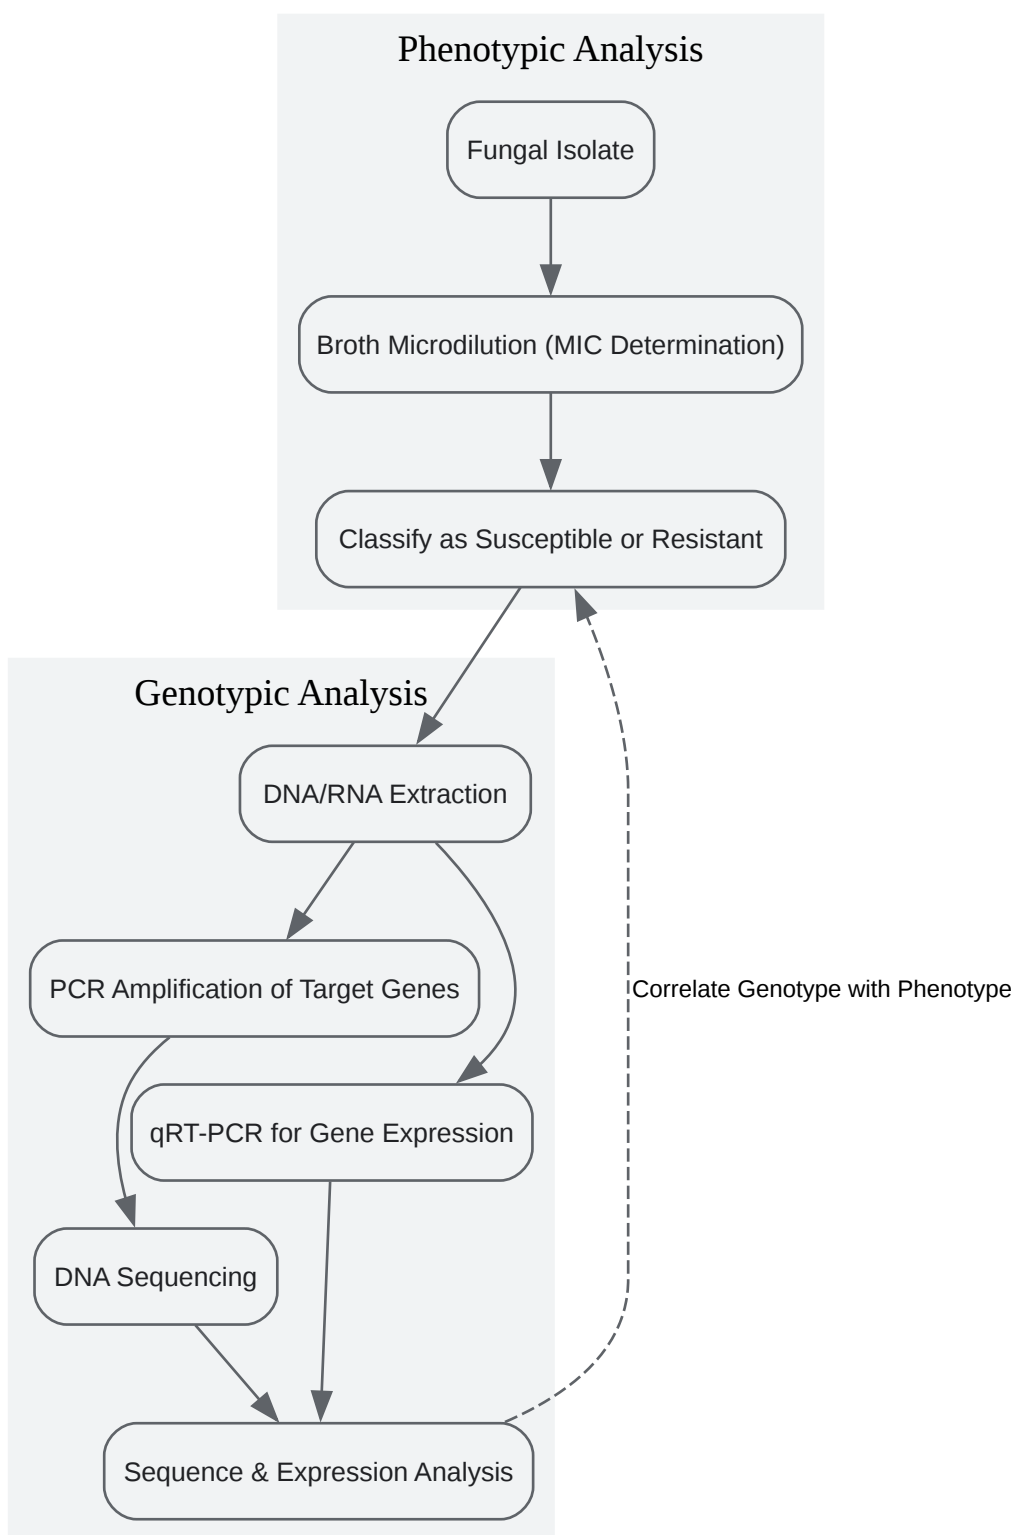 Phenotypic Analysis
Fungal Isolate
Broth Microdilution (MIC Determination)
Classify as Susceptible or Resistant
Genotypic Analysis
DNA/RNA Extraction
PCR Amplification of Target Genes
Correlate Genotype with Phenotype
qRT-PCR for Gene Expression
DNA Sequencing
Sequence & Expression Analysis